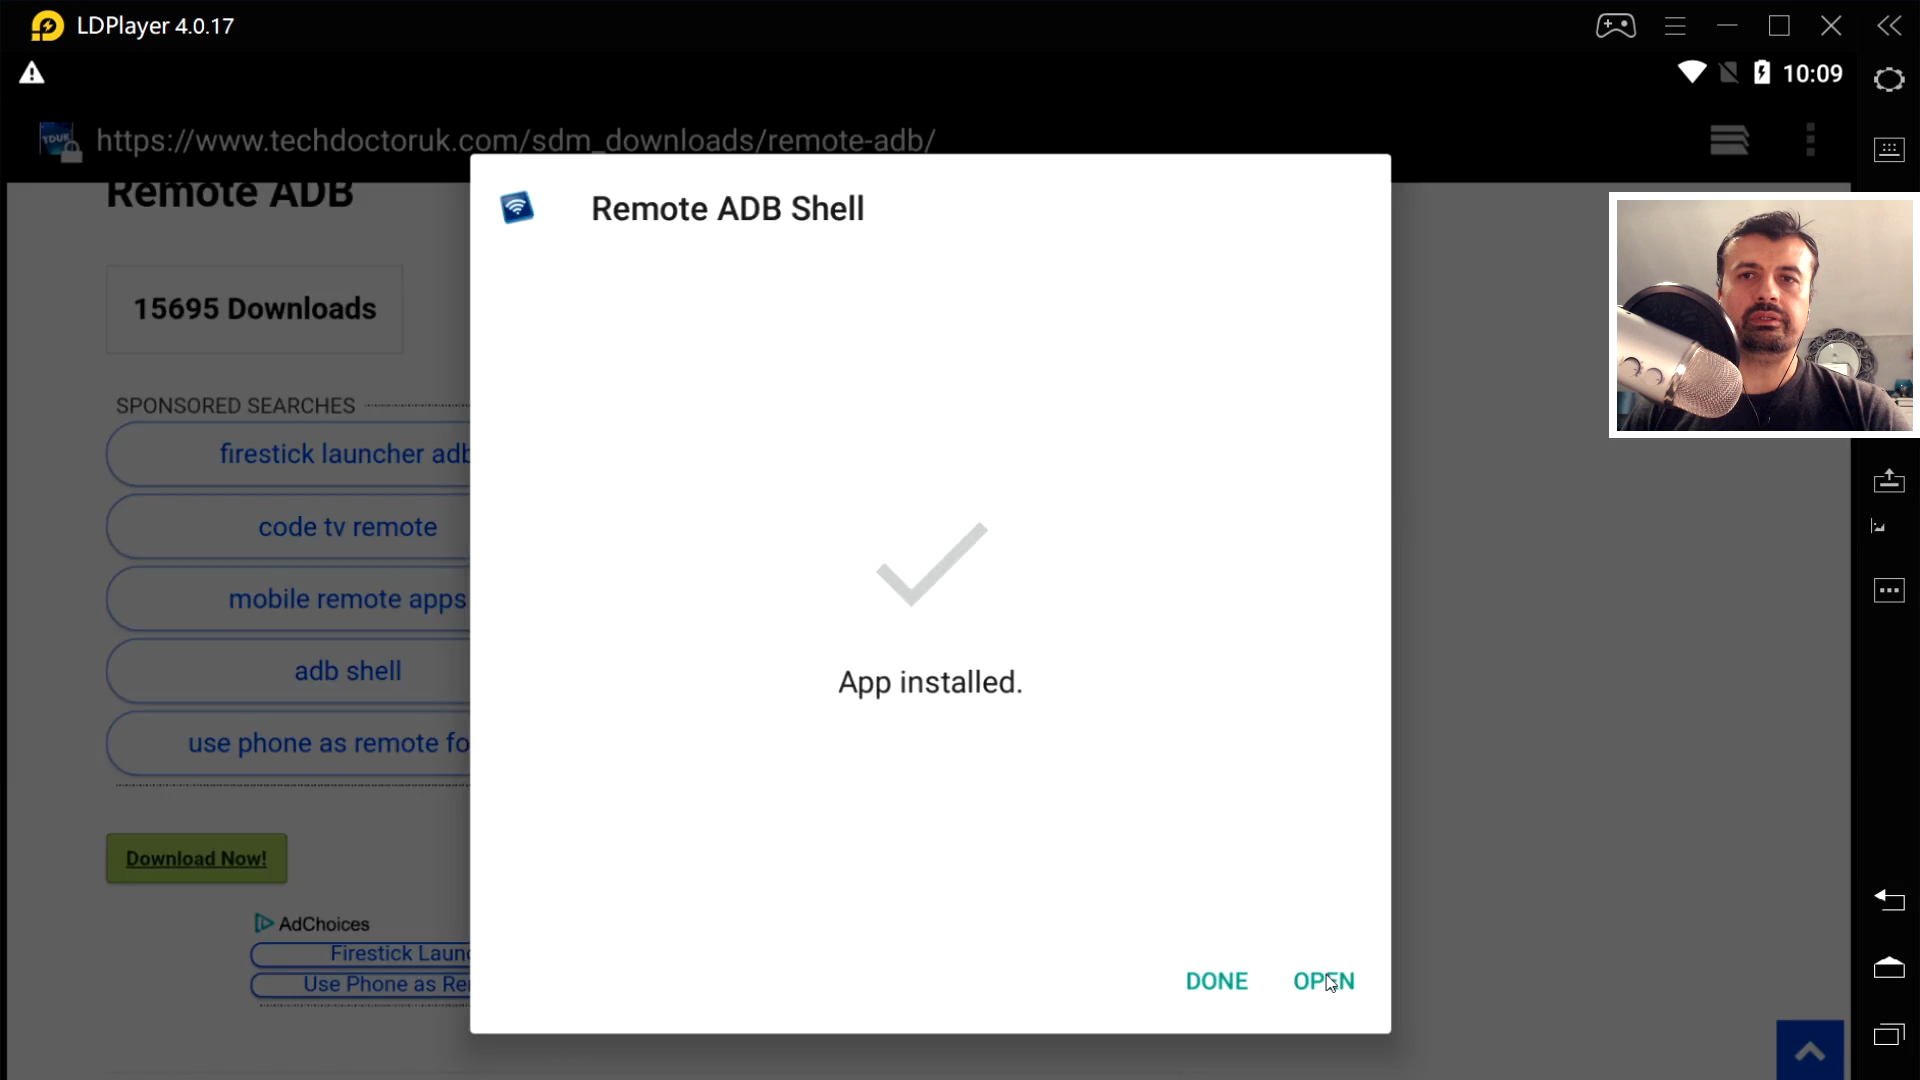 LDPlayer 4.0.17
10:09
TDUK
https://www.techdoctoruk.com/sdm_downloads/remote-adb/
Remote ADB
15695 Downloads
SPONSORED SEARCHES
firestick launcher adb
code tv remote
mobile remote apps
adb shell
use phone as remote fo
Download Now!
AdChoices
Firestick Launc
Use Phone as Re
Remote ADB Shell
App installed.
DONE OPEN